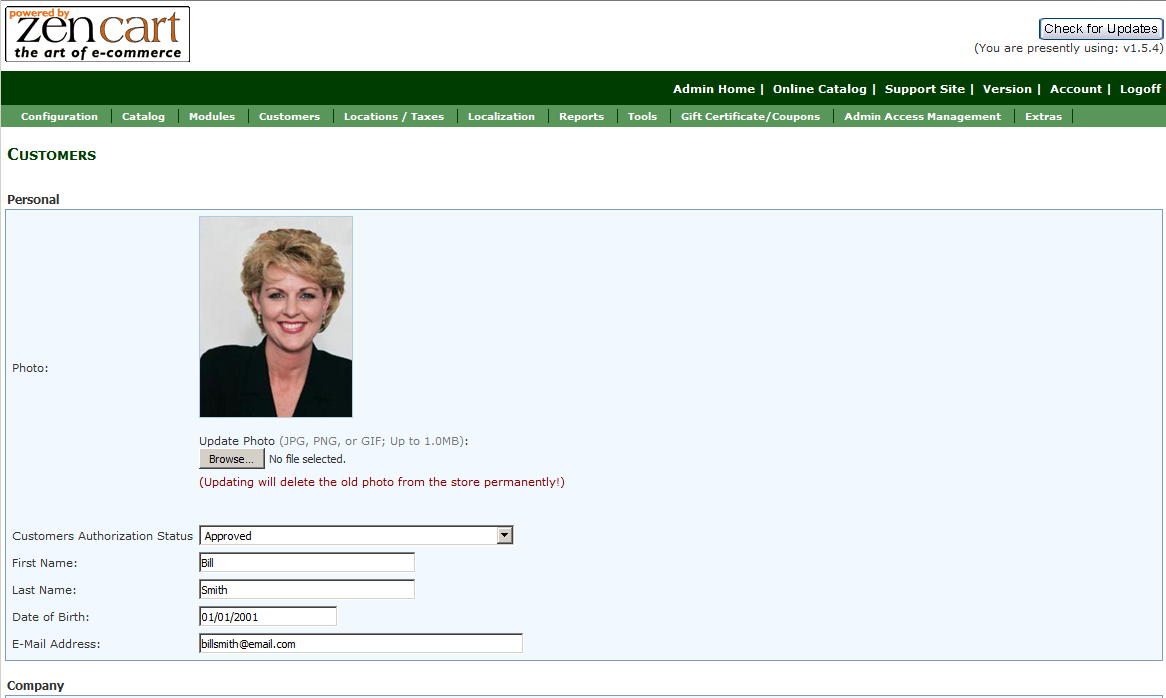 powered by
zen cart
the art of e-commerce
Check for Updates
(You are presently using: v1.5.4)
Admin Home | Online Catalog | Support Site | Version | Account | Logoff
Configuration | Catalog | Modules | Customers | Locations / Taxes | Localization | Reports | Tools | Gift Certificate/Coupons | Admin Access Management | Extras |
CUSTOMERS
Personal
Photo:
Update Photo (JPG, PNG, or GIF; Up to 1.0MB):
Browse... No file selected.
(Updating will delete the old photo from the store permanently!)
Customers Authorization Status Approved
First Name: Bill
Last Name: Smith
Date of Birth: 01/01/2001
E-Mail Address: billsmith@email.com
Company